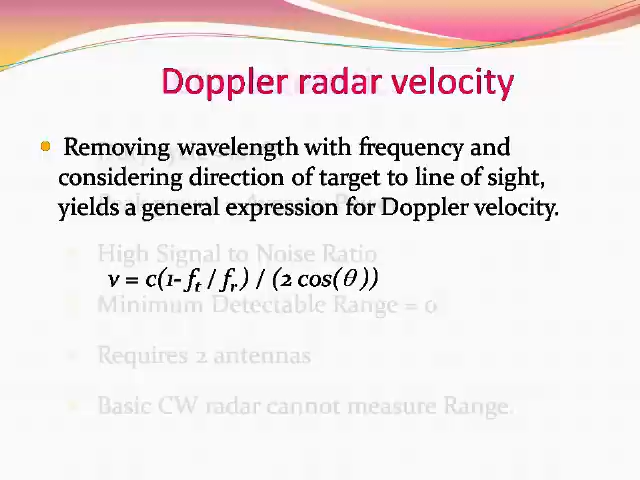 Doppler radar velocity
Removing wavelength with frequency and
considering direction of target to line of sight,
yields a general expression for Doppler velocity.
High Signal to Noise Ratio
v = c(1- fₜ / fᵣ ) / (2 cos(θ ))
Minimum Detectable Range = 0
Requires 2 antennas
Basic CW radar cannot measure Range.